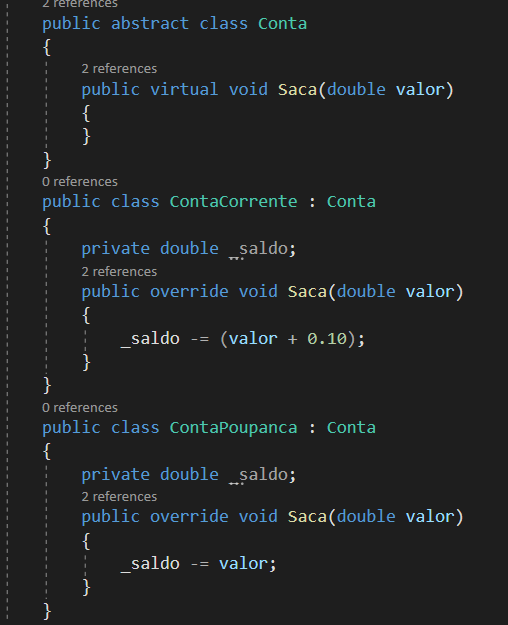 2 references
public abstract class Conta
{
2 references
public virtual void Saca(double valor)
{
}
}
0 references
public class ContaCorrente : Conta
{
private double _saldo;
2 references
public override void Saca(double valor)
{
_saldo -= (valor + 0.10);
}
}
0 references
public class ContaPoupanca : Conta
{
private double _saldo;
2 references
public override void Saca(double valor)
{
_saldo -= valor;
}
}